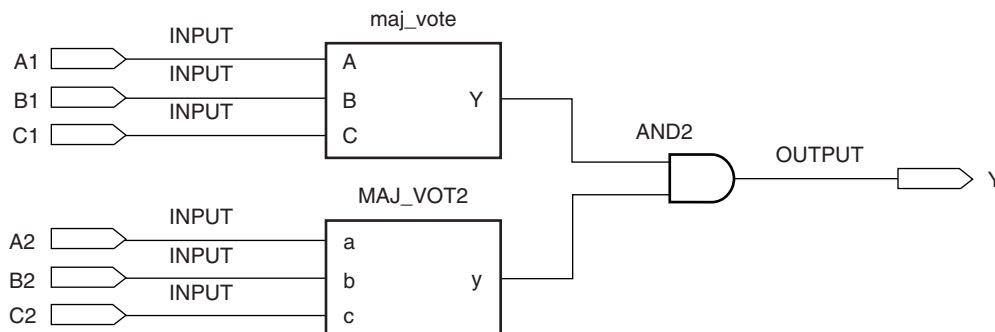 maj_vote
INPUT
A1
A
INPUT
B1
B
Y
INPUT
C1
C
AND2
OUTPUT
Y
MAJ_VOT2
INPUT
A2
a
INPUT
B2
b
y
INPUT
C2
c